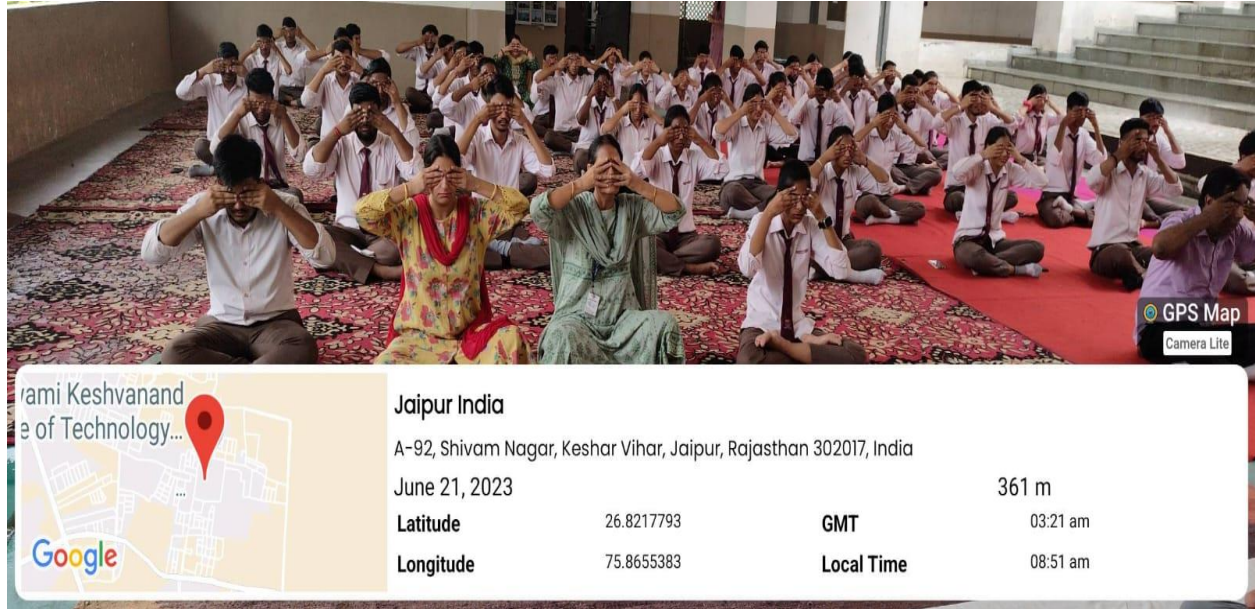 GPS Map
Camera Lite
vami Keshvanand
e of Technology...
Google
Jaipur India
A-92, Shivam Nagar, Keshar Vihar, Jaipur, Rajasthan 302017, India
June 21, 2023 361 m
Latitude 26.8217793 GMT 03:21 am
Longitude 75.8655383 Local Time 08:51 am